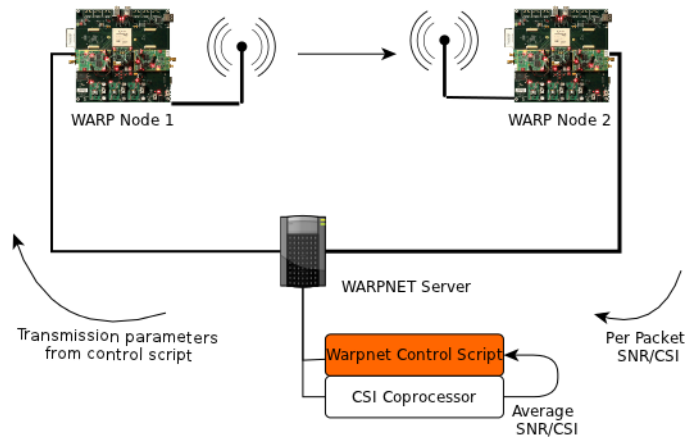 WARP Node 1
WARP Node 2
WARPNET Server
Transmission parameters
from control script
Per Packet
SNR/CSI
Warpnet Control Script
CSI Coprocessor
Average
SNR/CSI